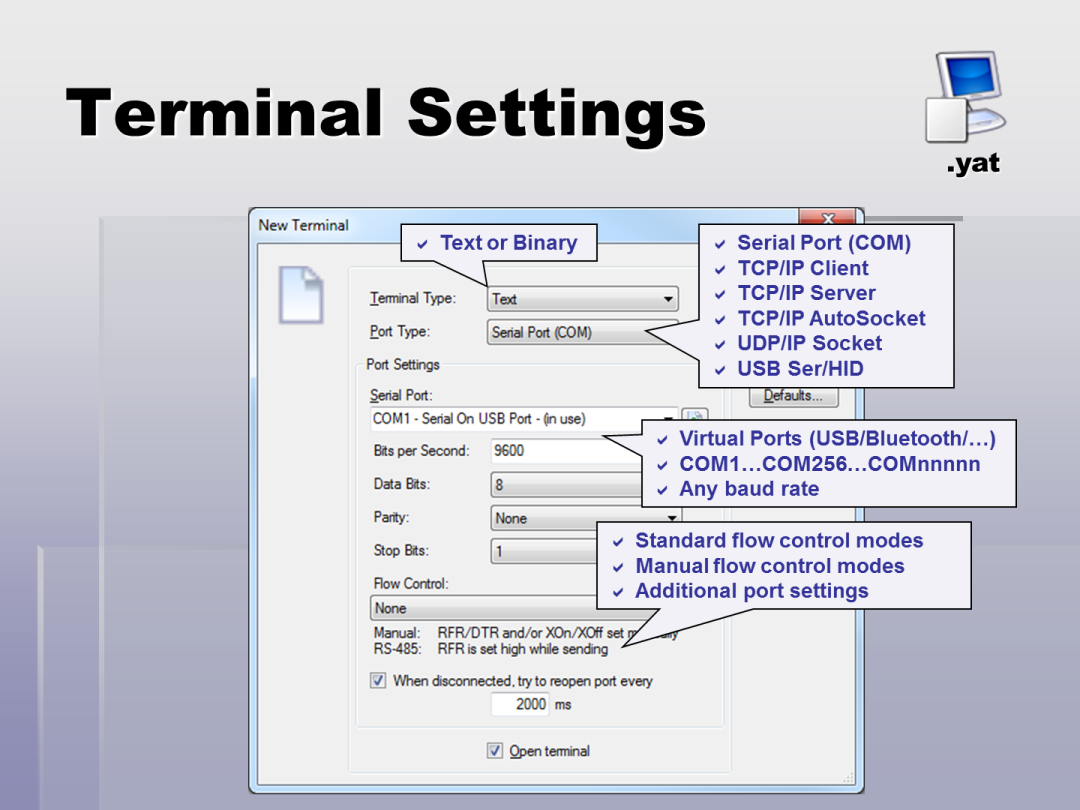 Terminal Settings
.yat
New Terminal
Text or Binary
Serial Port (COM)
TCP/IP Client
TCP/IP Server
TCP/IP AutoSocket
UDP/IP Socket
USB Ser/HID
Terminal Type: Text
Port Type: Serial Port (COM)
Port Settings
Defaults...
Serial Port:
COM1 - Serial On USB Port - (in use)
Virtual Ports (USB/Bluetooth/…)
COM1…COM256…COMnnnnn
Any baud rate
Bits per Second: 9600
Data Bits: 8
Parity: None
Stop Bits: 1
Standard flow control modes
Manual flow control modes
Additional port settings
Flow Control:
None
Manual: RFR/DTR and/or XOn/XOff set
RS-485: RFR is set high while sending
When disconnected, try to reopen port every
2000 ms
Open terminal